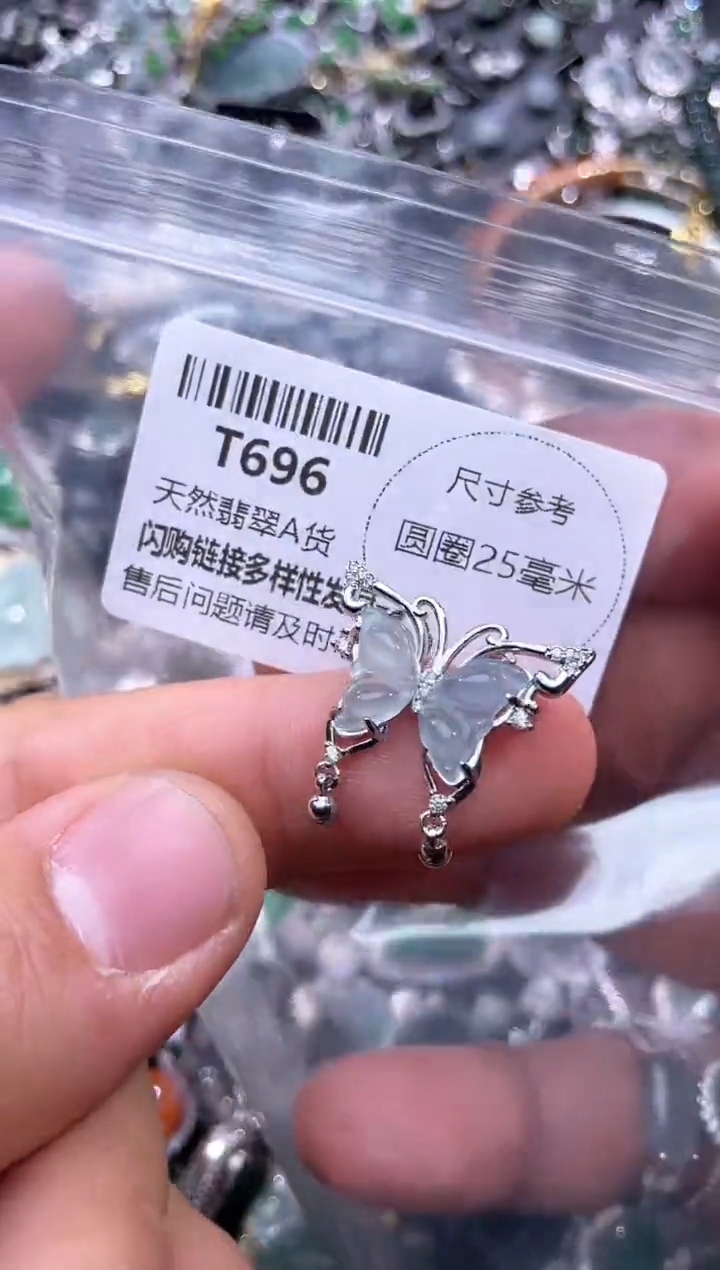 T696
天然翡翠A货
闪购链接多样性发
售后问题请及时
尺寸参考
圆圈25毫米